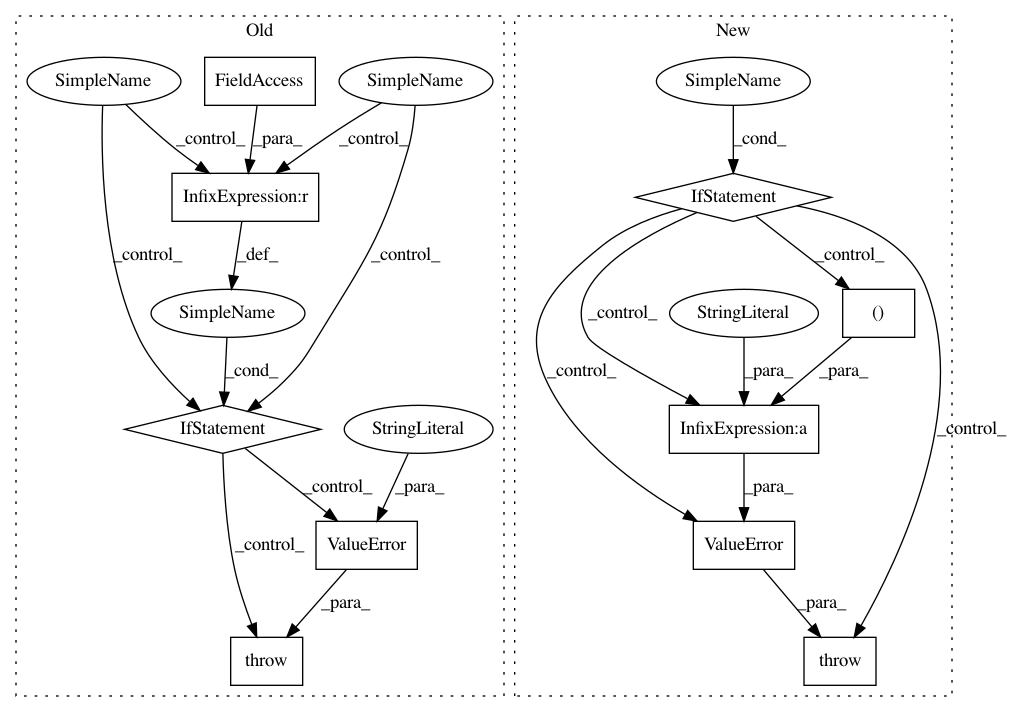 Old
New
SimpleName
FieldAccess
SimpleName
SimpleName
_control_
_para_
_control_
_cond_
InfixExpression:r
IfStatement
_control_
_def_
_control_
_control_
SimpleName
StringLiteral
()
_control_
_cond_
_control_
_para_
_para_
_control_
IfStatement
StringLiteral
InfixExpression:a
_control_
_para_
_para_
ValueError
ValueError
_control_
_para_
_para_
throw
throw